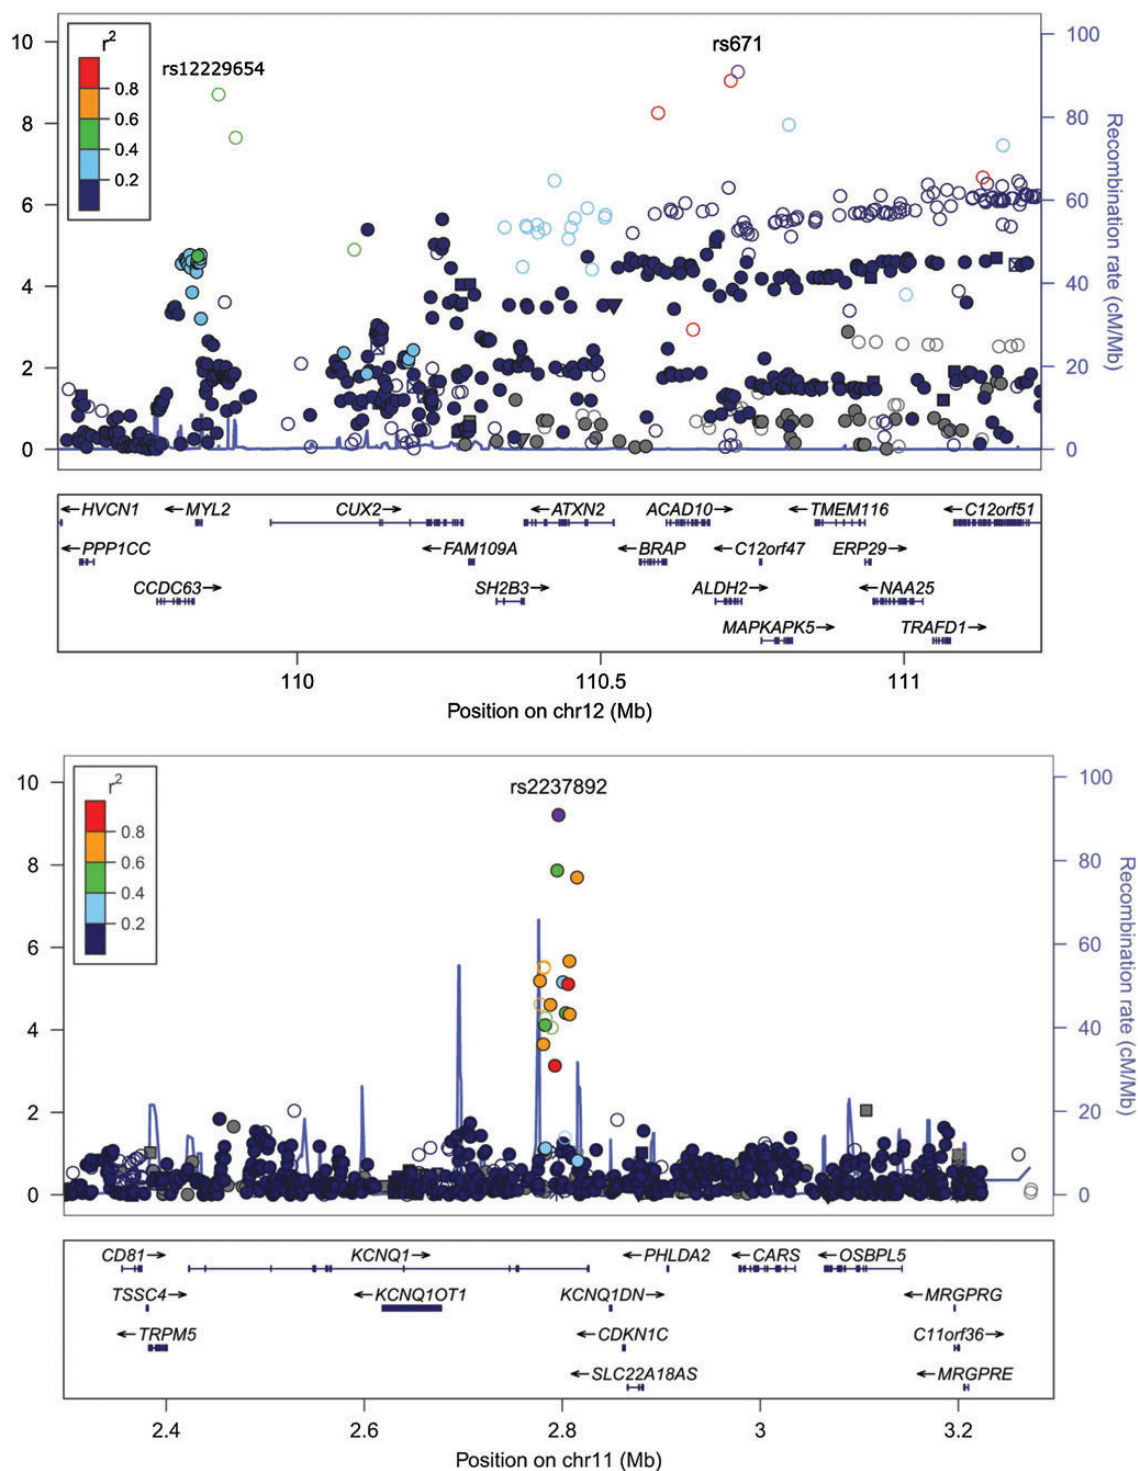 r2
0.8
0.6
0.4
0.2
rs12229654
rs671
10
8
6
4
2
0
100
80
60
40
20
0
Recombination rate (cM/Mb)
←HVCN1 ←MYL2 CUX2→ ←ATXN2 ACAD10→ ←TMEM116 ←C12orf51
←PPP1CC ←FAM109A ←BRAP ←C12orf47 ERP29→
CCDC63→ SH2B3→ ALDH2→ ←NAA25
MAPKAPK5→ TRAFD1→
110 110.5 111
Position on chr12 (Mb)
r2
0.8
0.6
0.4
0.2
rs2237892
10
8
6
4
2
0
100
80
60
40
20
0
Recombination rate (cM/Mb)
CD81→ KCNQ1→ ←PHLDA2 ←CARS ←OSBPL5
TSSC4→ ←KCNQ1OT1 KCNQ1DN→ ←MRGPRG
←TRPM5 ←CDKN1C C11orf36→
←SLC22A18AS ←MRGPRE
2.4 2.6 2.8 3 3.2
Position on chr11 (Mb)